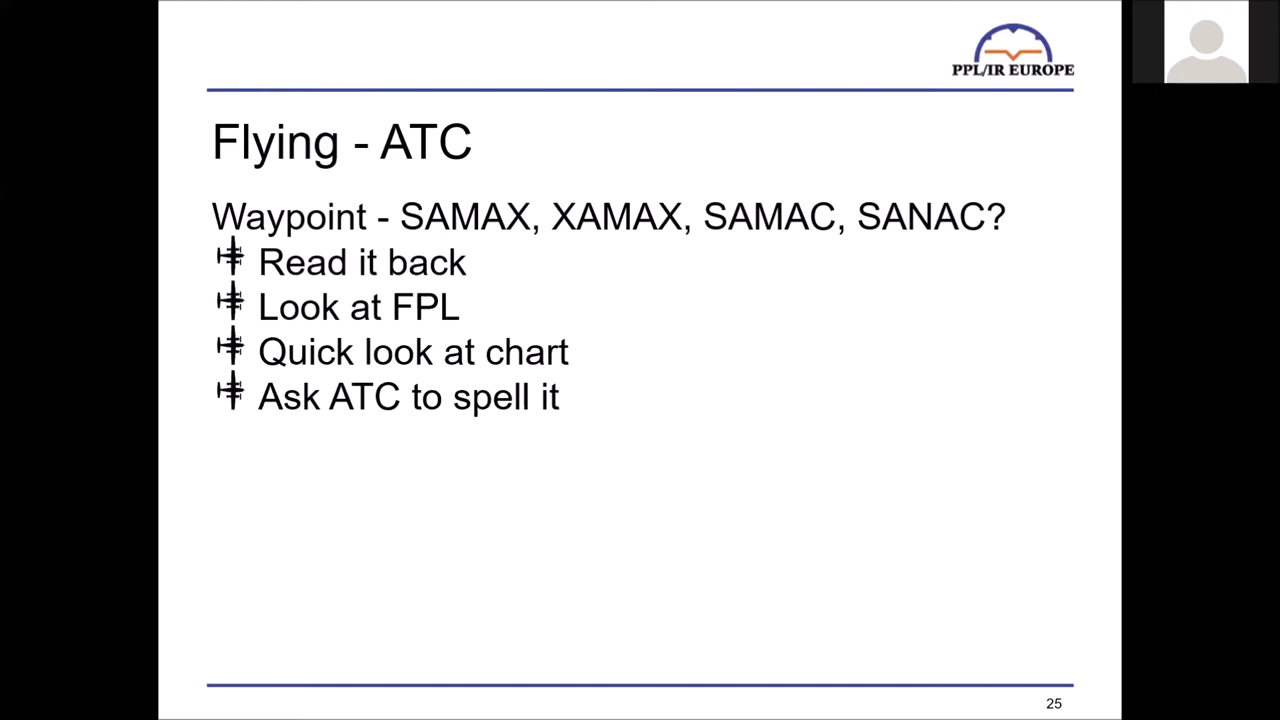 PPL/IR EUROPE
Flying - ATC
Waypoint - SAMAX, XAMAX, SAMAC, SANAC?
Read it back
Look at FPL
Quick look at chart
Ask ATC to spell it
25